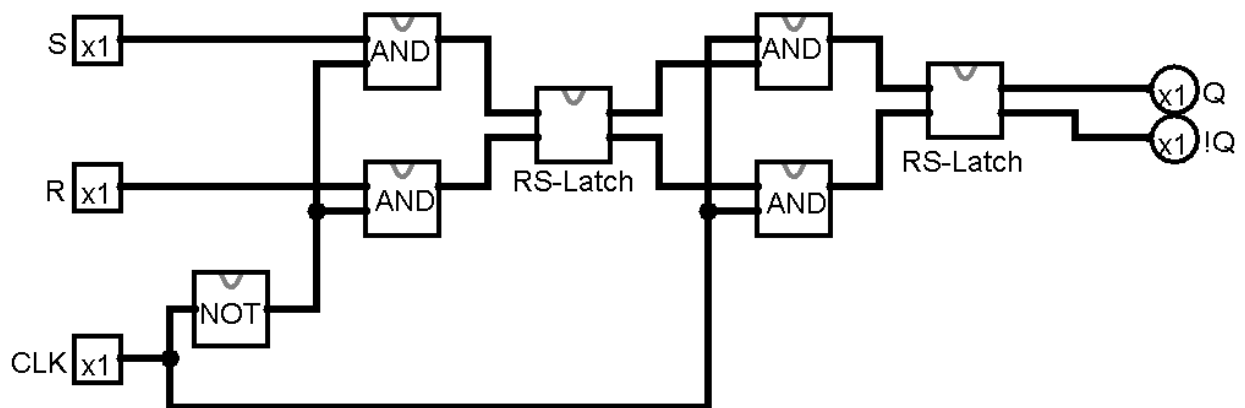 S x1
AND
AND
RS-Latch
RS-Latch
x1 Q
x1 !Q
R x1
AND
AND
NOT
CLK x1